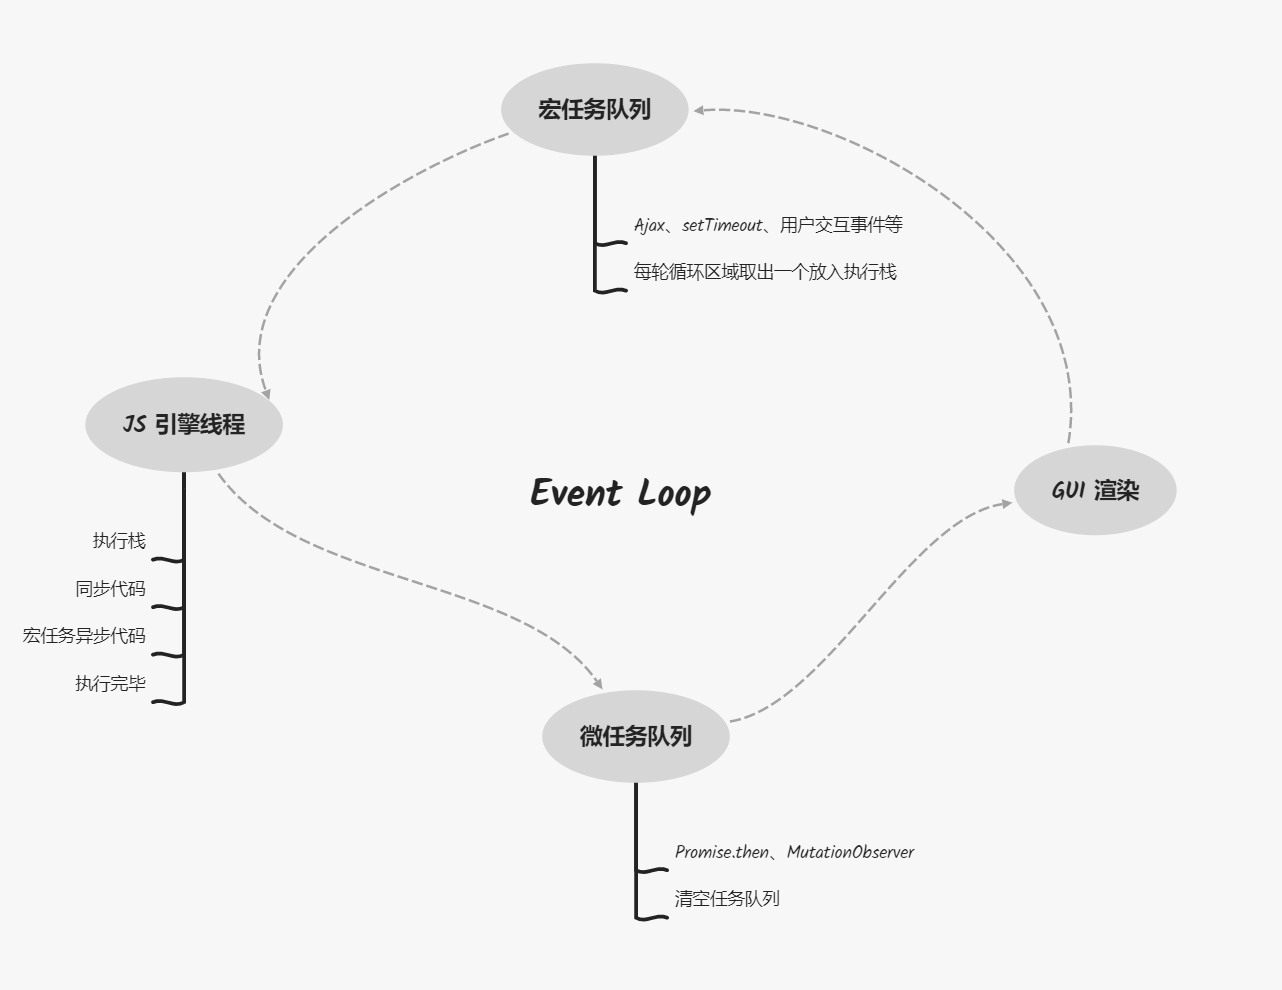 宏任务队列
Ajax、setTimeout、用户交互事件等
每轮循环区域取出一个放入执行栈
JS 引擎线程
执行栈
同步代码
宏任务异步代码
执行完毕
Event Loop
GUI 渲染
微任务队列
Promise.then、MutationObserver
清空任务队列